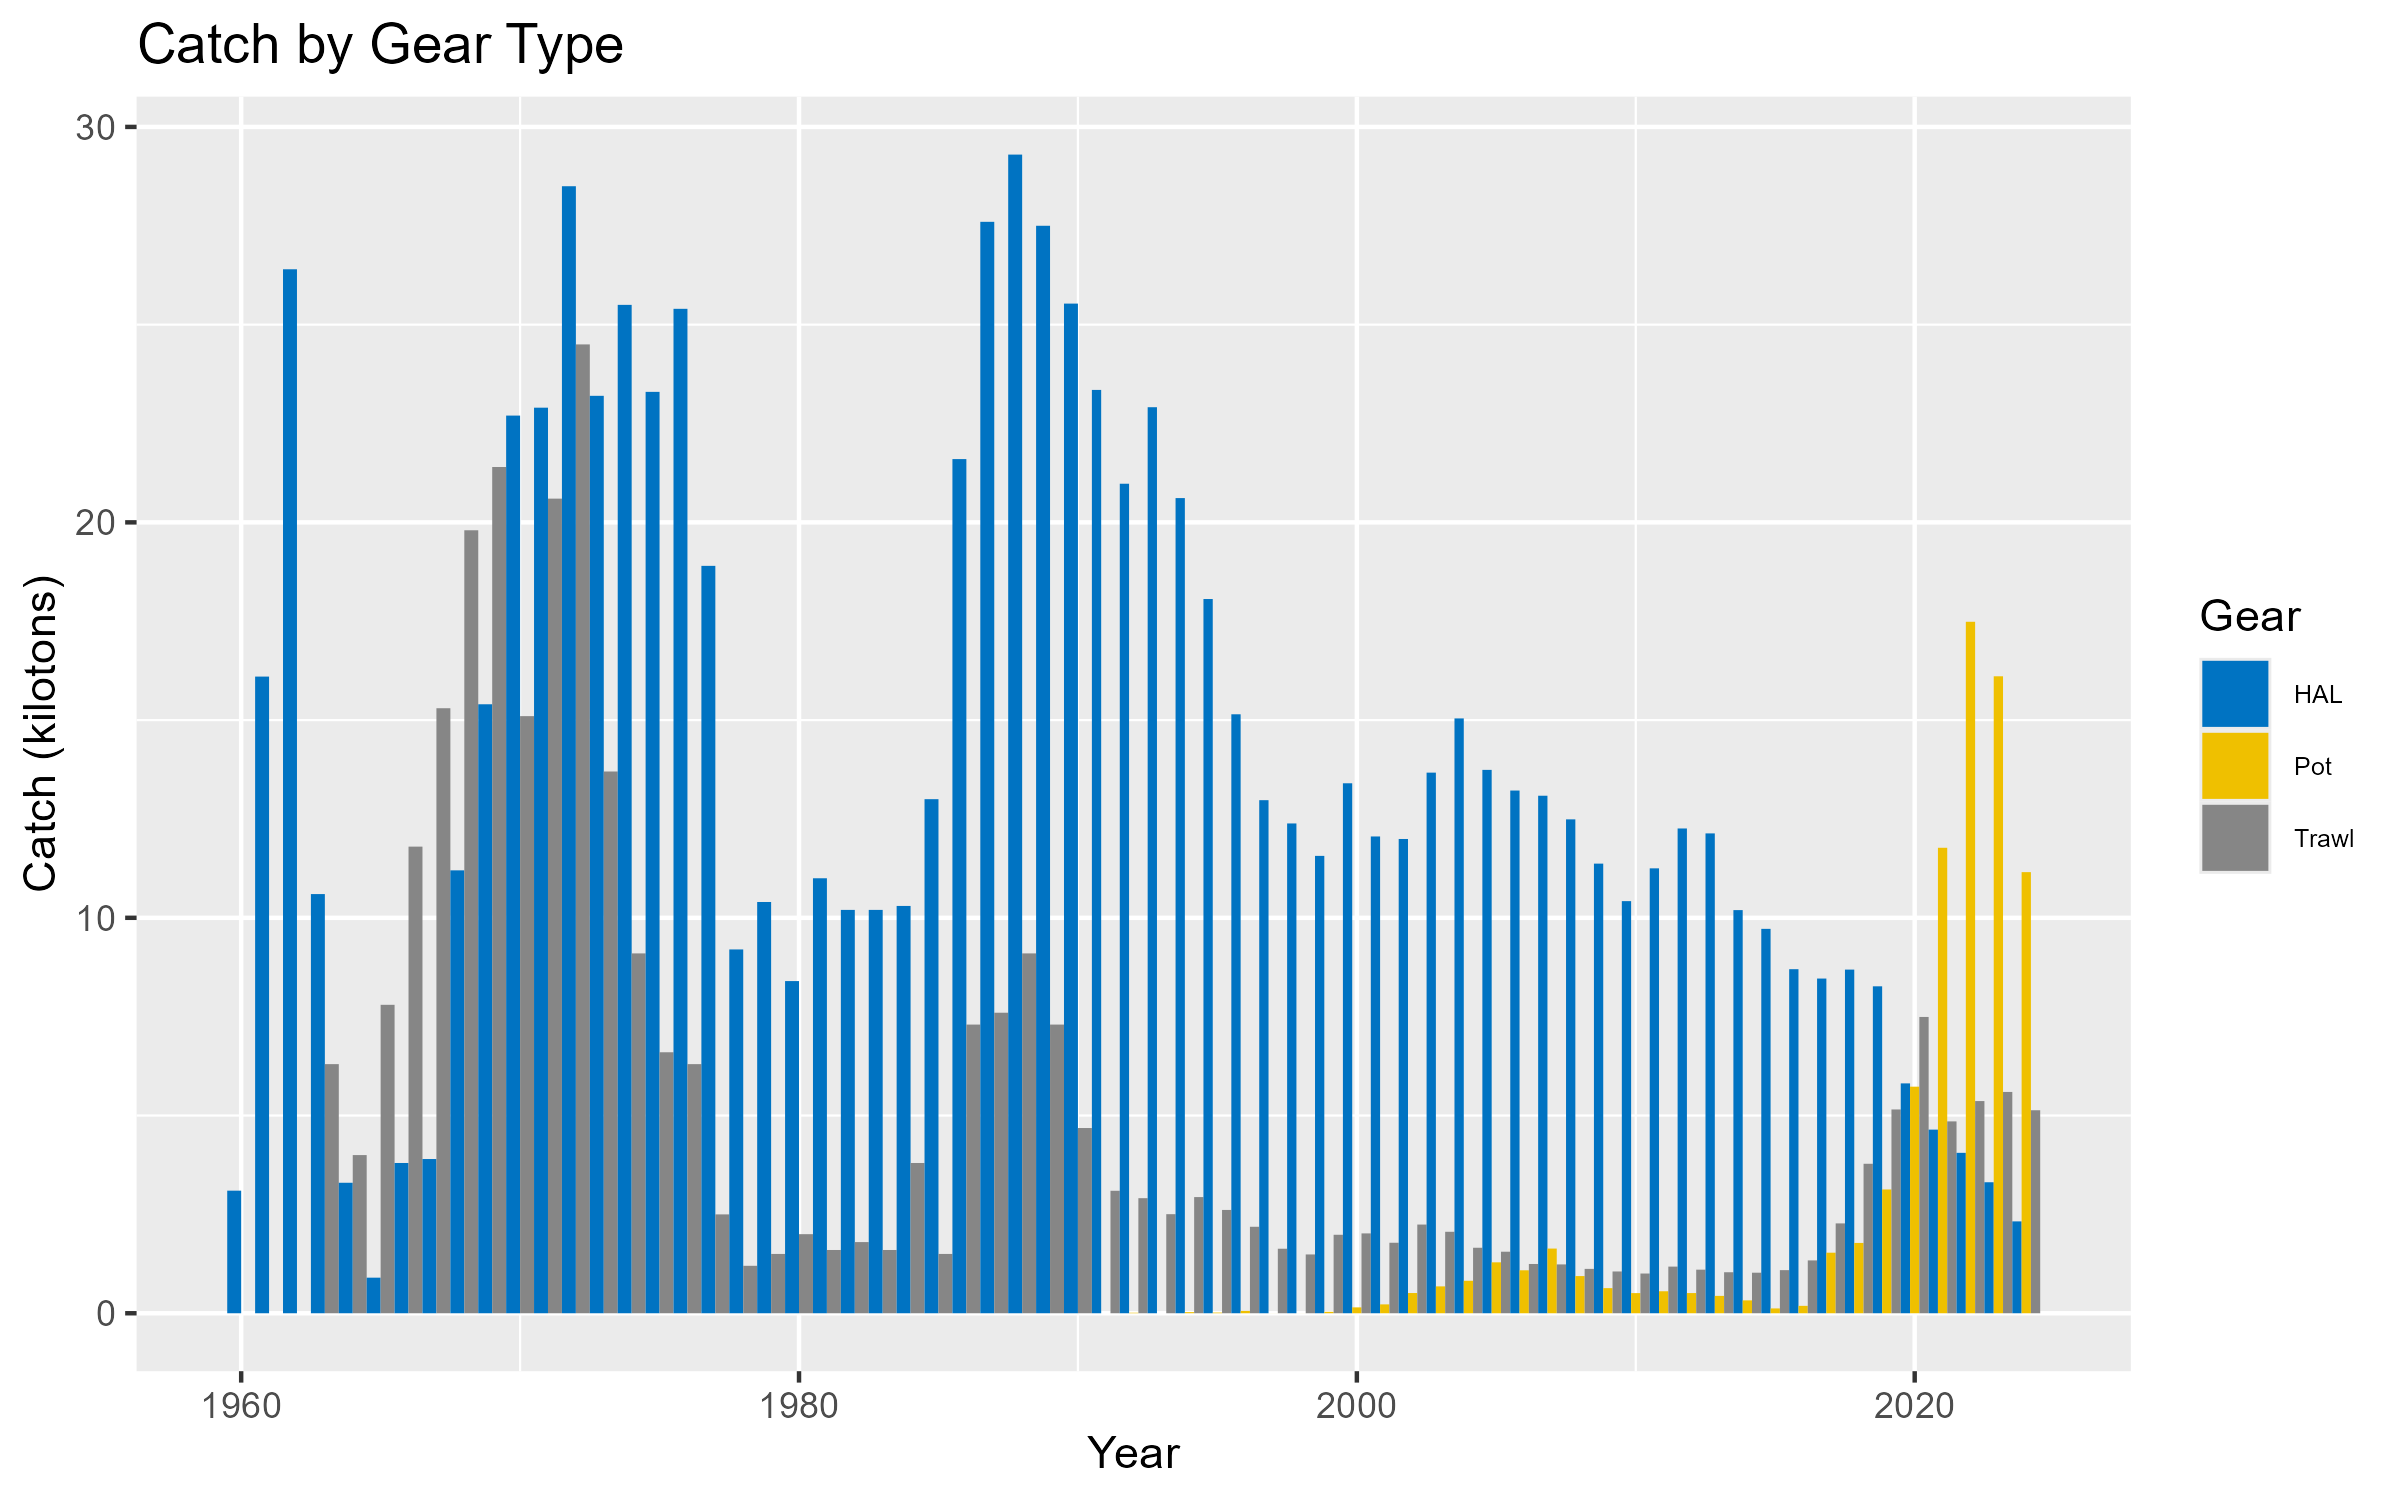 Catch by Gear Type
30
20
10
0
Catch (kilotons)
1960
1980
2000
2020
Year
Gear
HAL
Pot
Trawl